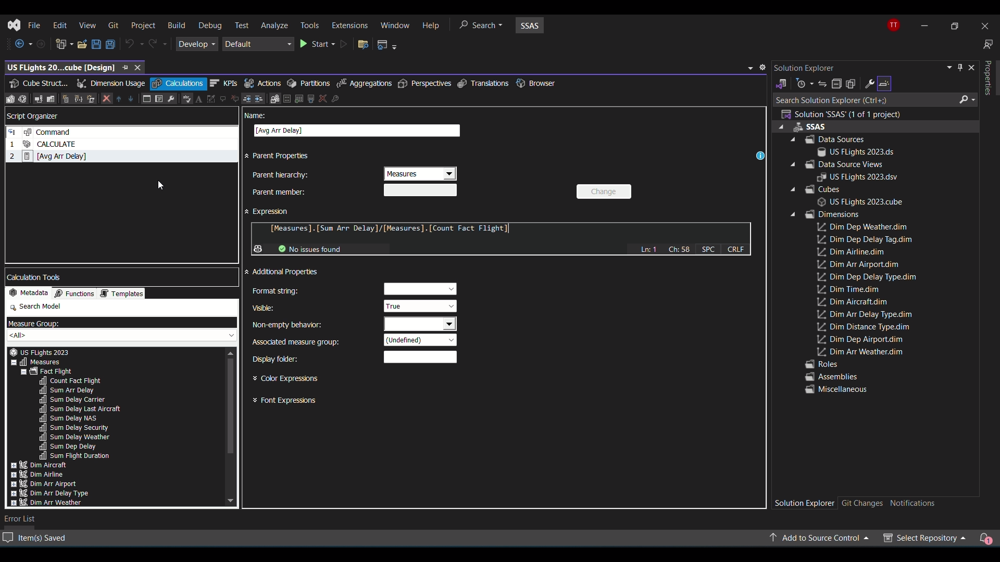 File Edit View Git Project Build Debug Test Analyze Tools Extensions Window Help Search SSAS TT
Develop Default Start
US FLights 20...cube [Design]
Cube Struct... Dimension Usage Calculations KPIs Actions Partitions Aggregations Perspectives Translations Browser
Script Organizer
Command
1 CALCULATE
2 [Avg Arr Delay]
Calculation Tools
Metadata Functions Templates
Search Model
Measure Group:
<All>
US FLights 2023
Measures
Fact Flight
Count Fact Flight
Sum Arr Delay
Sum Delay Carrier
Sum Delay Last Aircraft
Sum Delay NAS
Sum Delay Security
Sum Delay Weather
Sum Dep Delay
Sum Flight Duration
Dim Aircraft
Dim Airline
Dim Arr Airport
Dim Arr Delay Type
Dim Arr Weather
Name:
[Avg Arr Delay]
Parent Properties
Parent hierarchy: Measures
Parent member: Change
Expression
[Measures].[Sum Arr Delay]/[Measures].[Count Fact Flight]
No issues found Ln: 1 Ch: 58 SPC CRLF
Additional Properties
Format string:
Visible: True
Non-empty behavior:
Associated measure group: (Undefined)
Display folder:
Color Expressions
Font Expressions
Solution Explorer
Search Solution Explorer (Ctrl+;)
Solution 'SSAS' (1 of 1 project)
SSAS
Data Sources
US FLights 2023.ds
Data Source Views
US FLights 2023.dsv
Cubes
US FLights 2023.cube
Dimensions
Dim Dep Weather.dim
Dim Dep Delay Tag.dim
Dim Airline.dim
Dim Arr Airport.dim
Dim Dep Delay Type.dim
Dim Time.dim
Dim Aircraft.dim
Dim Arr Delay Type.dim
Dim Distance Type.dim
Dim Dep Airport.dim
Dim Arr Weather.dim
Roles
Assemblies
Miscellaneous
Solution Explorer Git Changes Notifications
Properties
Error List
Item(s) Saved Add to Source Control Select Repository 1